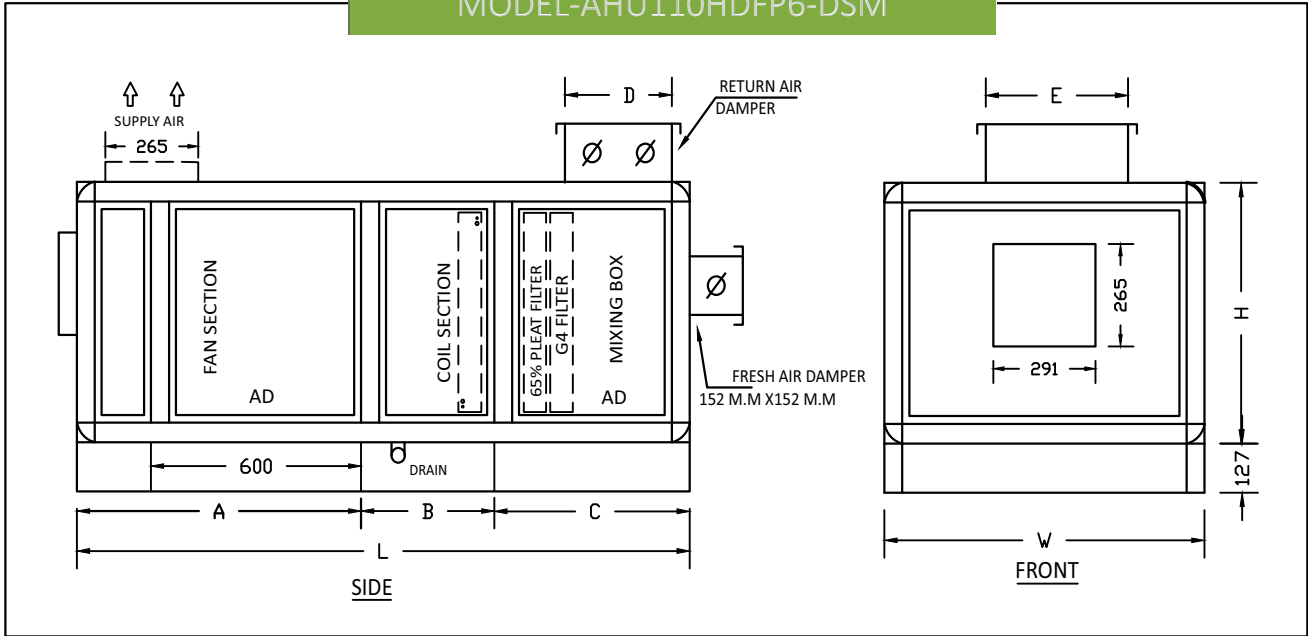 MODEL-AHU110HDFP6-DSM
SUPPLY AIR
265
D
RETURN AIR
DAMPER
E
FAN SECTION
AD
COIL SECTION
65% PLEAT FILTER
G4 FILTER
MIXING BOX
AD
FRESH AIR DAMPER
152 M.M X152 M.M
265
291
H
127
600
DRAIN
A
B
C
L
W
SIDE
FRONT